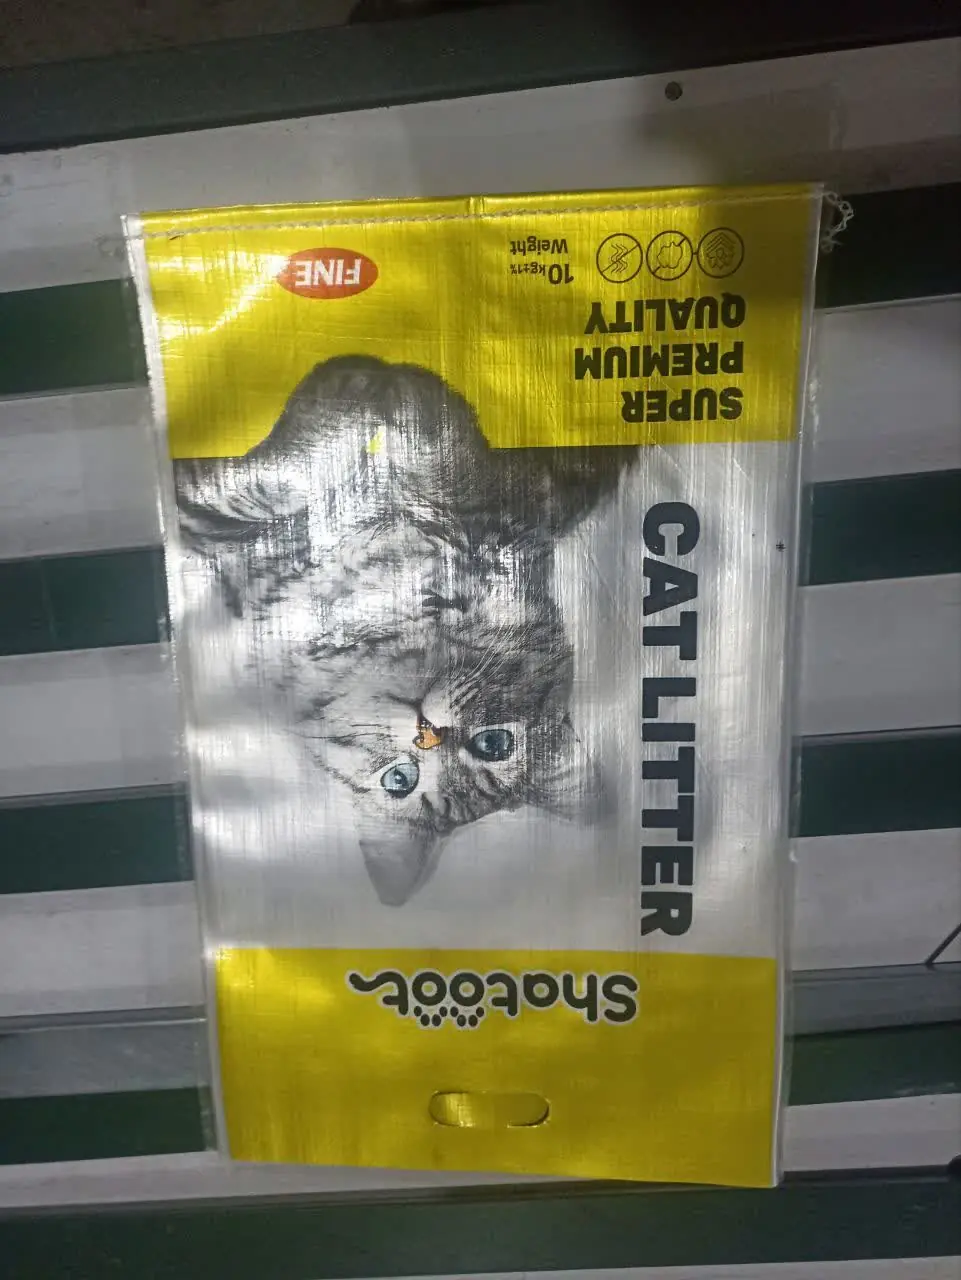 Shatoot
CAT LITTER
SUPER
PREMIUM
QUALITY
10kg±1%
Weight
FINE